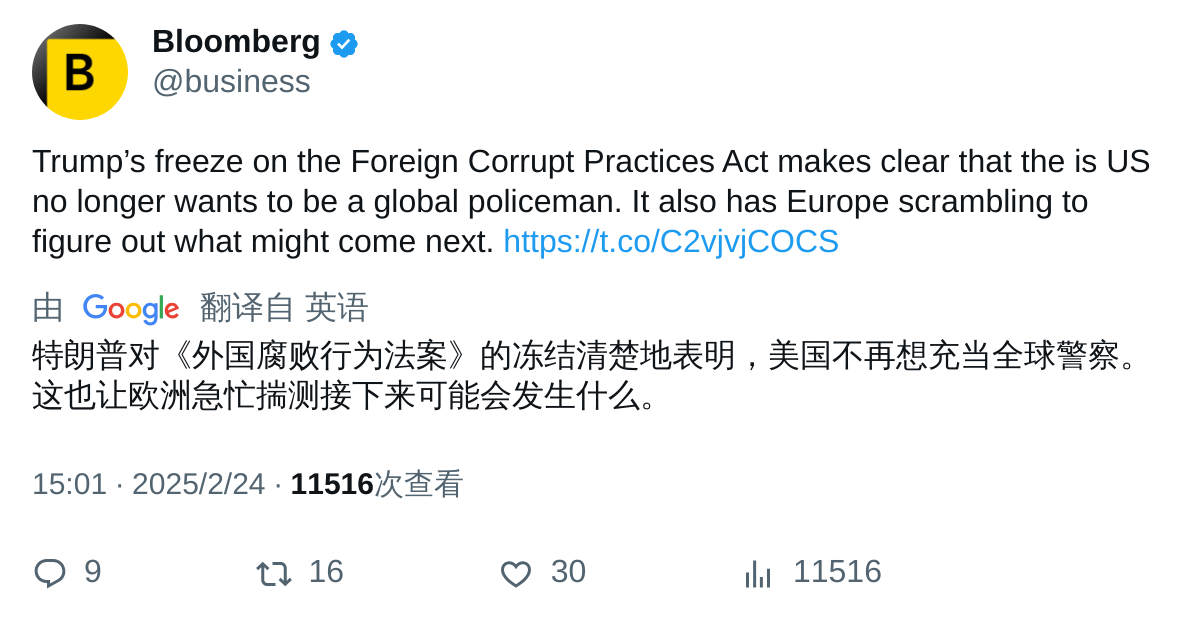 B
Bloomberg
@business
Trump’s freeze on the Foreign Corrupt Practices Act makes clear that the is US
no longer wants to be a global policeman. It also has Europe scrambling to
figure out what might come next. https://t.co/C2vjvjCOCS
由 Google 翻译自 英语
特朗普对《外国腐败行为法案》的冻结清楚地表明，美国不再想充当全球警察。
这也让欧洲急忙揣测接下来可能会发生什么。
15:01 · 2025/2/24 · 11516次查看
9 16 30 11516